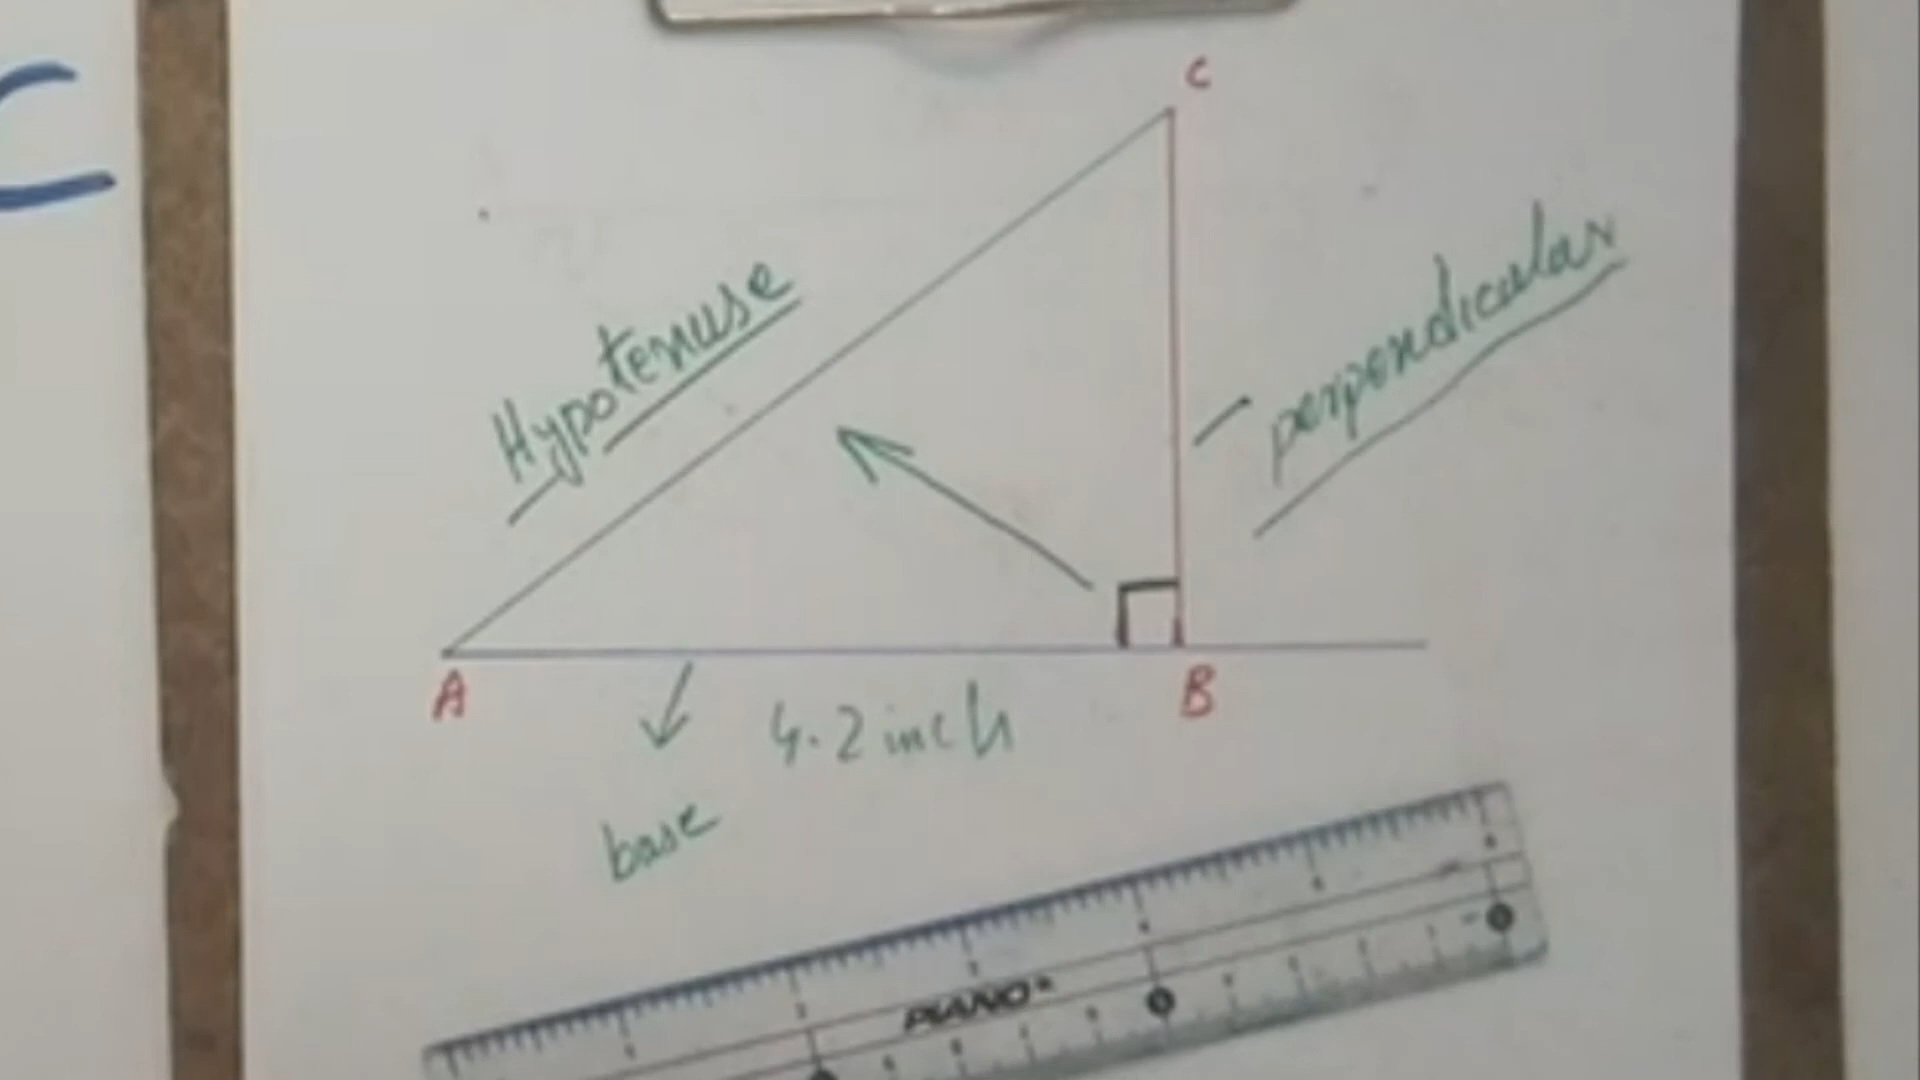 C
C
Hypotenuse
perpendicular
A
B
4.2 inch
base
PIANO